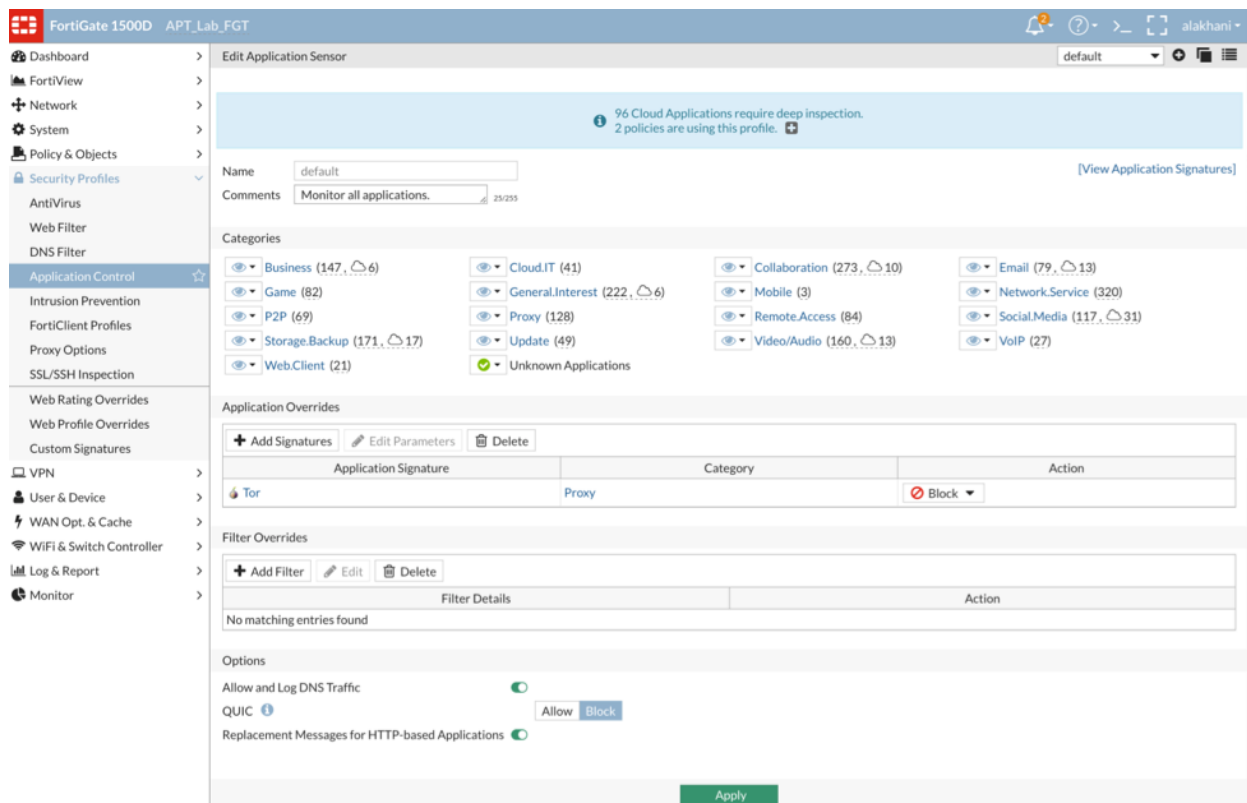 FortiGate 1500D APT_Lab_FGT
2
alakhani
Dashboard
FortiView
Network
System
Policy & Objects
Security Profiles
AntiVirus
Web Filter
DNS Filter
Application Control
Intrusion Prevention
FortiClient Profiles
Proxy Options
SSL/SSH Inspection
Web Rating Overrides
Web Profile Overrides
Custom Signatures
VPN
User & Device
WAN Opt. & Cache
WiFi & Switch Controller
Log & Report
Monitor
Edit Application Sensor
default
96 Cloud Applications require deep inspection.
2 policies are using this profile.
Name default
[View Application Signatures]
Comments Monitor all applications. 25/255
Categories
Business (147, 6) Cloud.IT (41) Collaboration (273, 10) Email (79, 13)
Game (82) General.Interest (222, 6) Mobile (3) Network.Service (320)
P2P (69) Proxy (128) Remote.Access (84) Social.Media (117, 31)
Storage.Backup (171, 17) Update (49) Video/Audio (160, 13) VoIP (27)
Web.Client (21) Unknown Applications
Application Overrides
Add Signatures Edit Parameters Delete
Application Signature Category Action
Tor Proxy Block
Filter Overrides
Add Filter Edit Delete
Filter Details Action
No matching entries found
Options
Allow and Log DNS Traffic
QUIC Allow Block
Replacement Messages for HTTP-based Applications
Apply